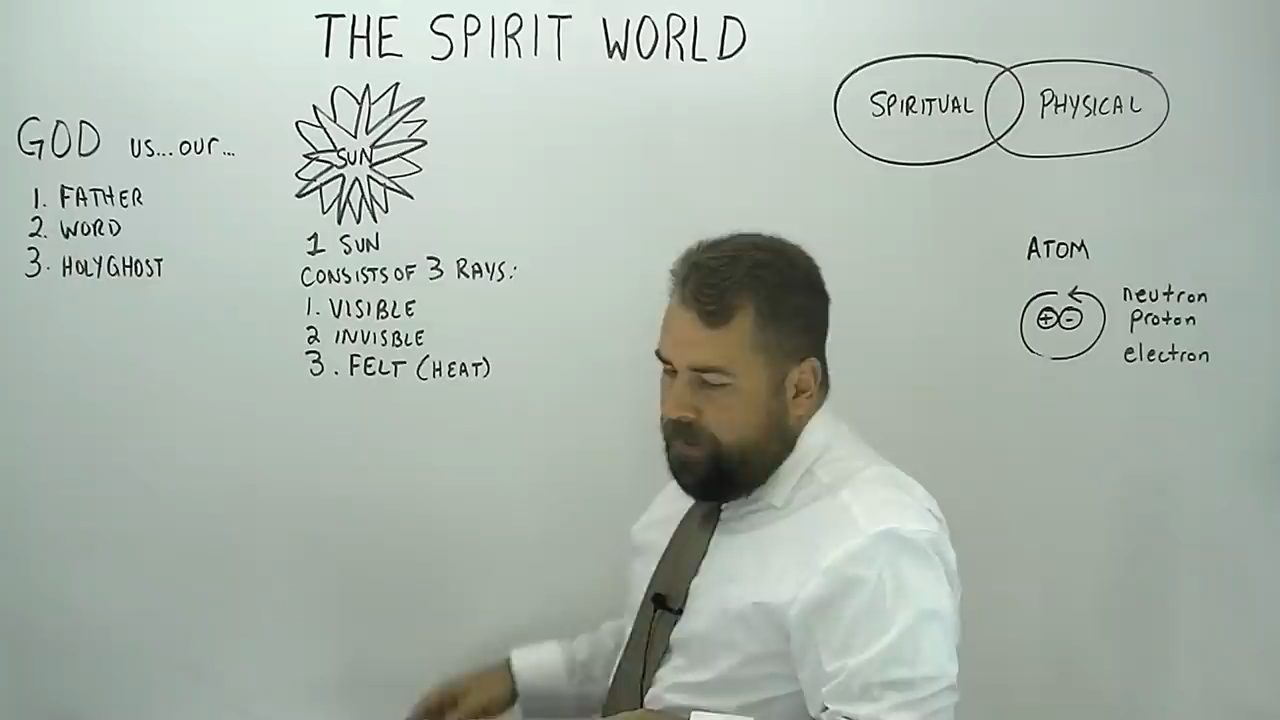 THE SPIRIT WORLD
GOD us...our...
1. FATHER
2. WORD
3. HOLYGHOST
SUN
1 SUN
CONSISTS OF 3 RAYS:
1. VISIBLE
2 INVISBLE
3. FELT (HEAT)
SPIRITUAL PHYSICAL
ATOM
+ -
neutron
proton
electron